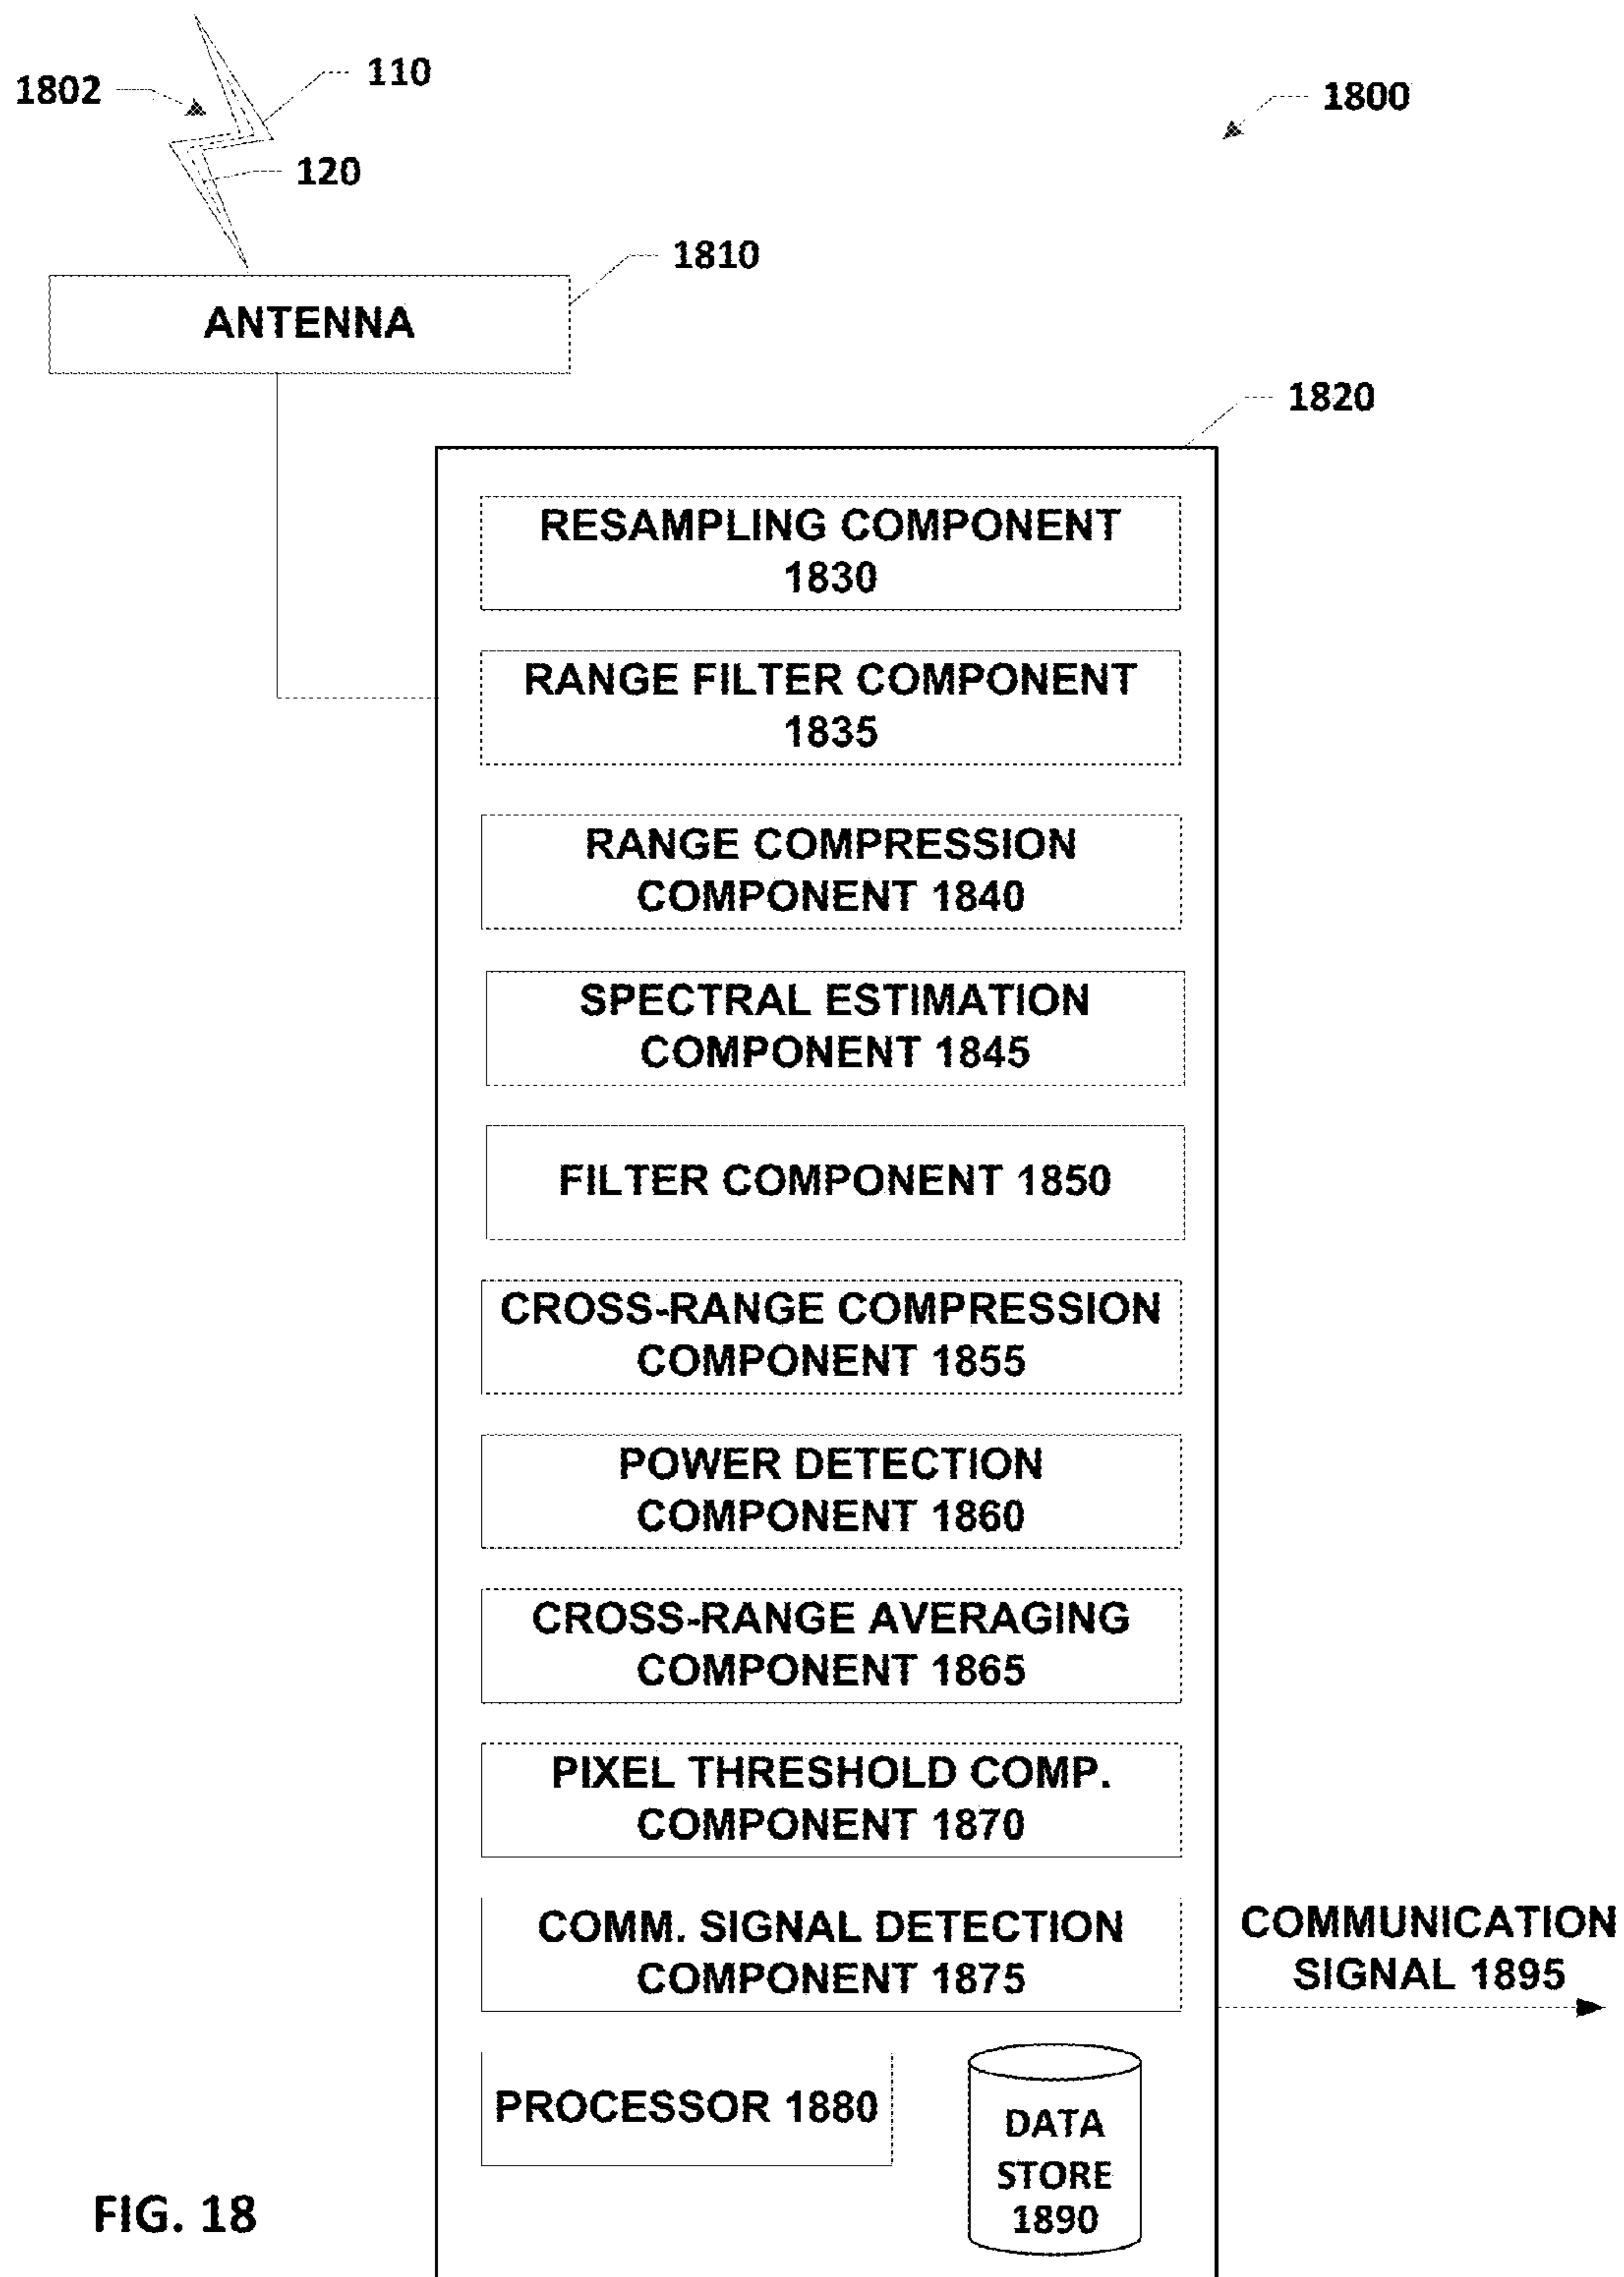 1802
110
1800
120
1810
ANTENNA
1820
RESAMPLING COMPONENT
1830
RANGE FILTER COMPONENT
1835
RANGE COMPRESSION
COMPONENT 1840
SPECTRAL ESTIMATION
COMPONENT 1845
FILTER COMPONENT 1850
CROSS-RANGE COMPRESSION
COMPONENT 1855
POWER DETECTION
COMPONENT 1860
CROSS-RANGE AVERAGING
COMPONENT 1865
PIXEL THRESHOLD COMP.
COMPONENT 1870
COMM. SIGNAL DETECTION
COMPONENT 1875
COMMUNICATION
SIGNAL 1895
PROCESSOR 1880
DATA
STORE
1890
FIG. 18